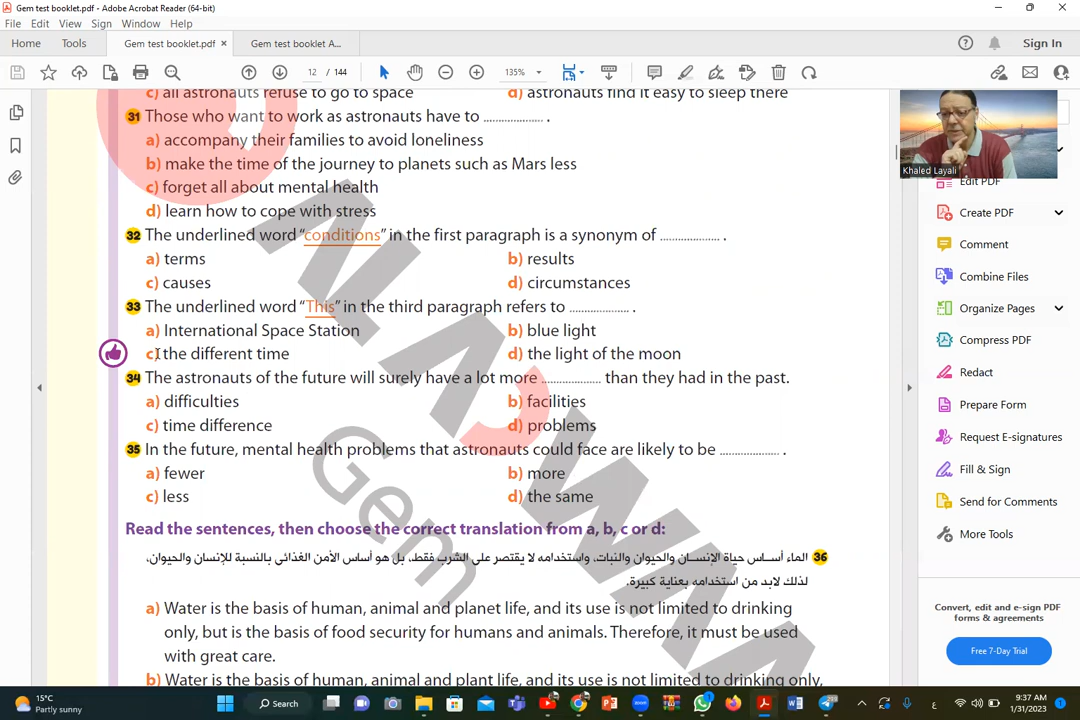 Gem test booklet.pdf - Adobe Acrobat Reader (64-bit)
File Edit View Sign Window Help
Home Tools Gem test booklet.pdf × Gem test booklet A... Sign In
12 / 144 135%
c) all astronauts refuse to go to space d) astronauts find it easy to sleep there
31 Those who want to work as astronauts have to .................... .
a) accompany their families to avoid loneliness
b) make the time of the journey to planets such as Mars less
c) forget all about mental health
d) learn how to cope with stress
32 The underlined word “conditions” in the first paragraph is a synonym of .................... .
a) terms b) results
c) causes d) circumstances
33 The underlined word “This” in the third paragraph refers to .................... .
a) International Space Station b) blue light
c) the different time d) the light of the moon
34 The astronauts of the future will surely have a lot more .................... than they had in the past.
a) difficulties b) facilities
c) time difference d) problems
35 In the future, mental health problems that astronauts could face are likely to be .................... .
a) fewer b) more
c) less d) the same
Read the sentences, then choose the correct translation from a, b, c or d:
36 الماء أساس حياة الإنسان والحيوان والنبات، واستخدامه لا يقتصر على الشرب فقط، بل هو أساس الأمن الغذائي بالنسبة للإنسان والحيوان،
لذلك لابد من استخدامه بعناية كبيرة.
a) Water is the basis of human, animal and planet life, and its use is not limited to drinking
only, but is the basis of food security for humans and animals. Therefore, it must be used
with great care.
b) Water is the basis of human, animal and plant life, and its use is not limited to drinking only,
ALADWAA
Gem
Khaled Layali
Edit PDF
Create PDF
Comment
Combine Files
Organize Pages
Compress PDF
Redact
Prepare Form
Request E-signatures
Fill & Sign
Send for Comments
More Tools
Convert, edit and e-sign PDF
forms & agreements
Free 7-Day Trial
15°C
Partly sunny
Search
ع
9:37 AM
1/31/2023